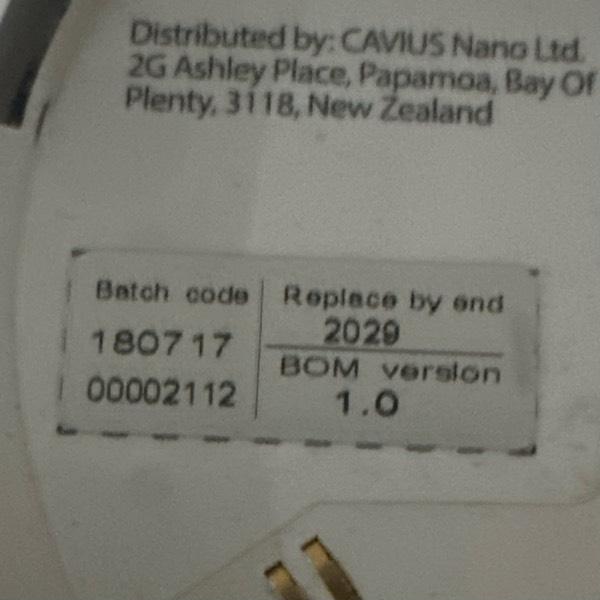 Distributed by: CAVIUS Nano Ltd.
2G Ashley Place, Papamoa, Bay Of
Plenty, 3118, New Zealand
Batch code
180717
00002112
Replace by end
2029
BOM version
1.0